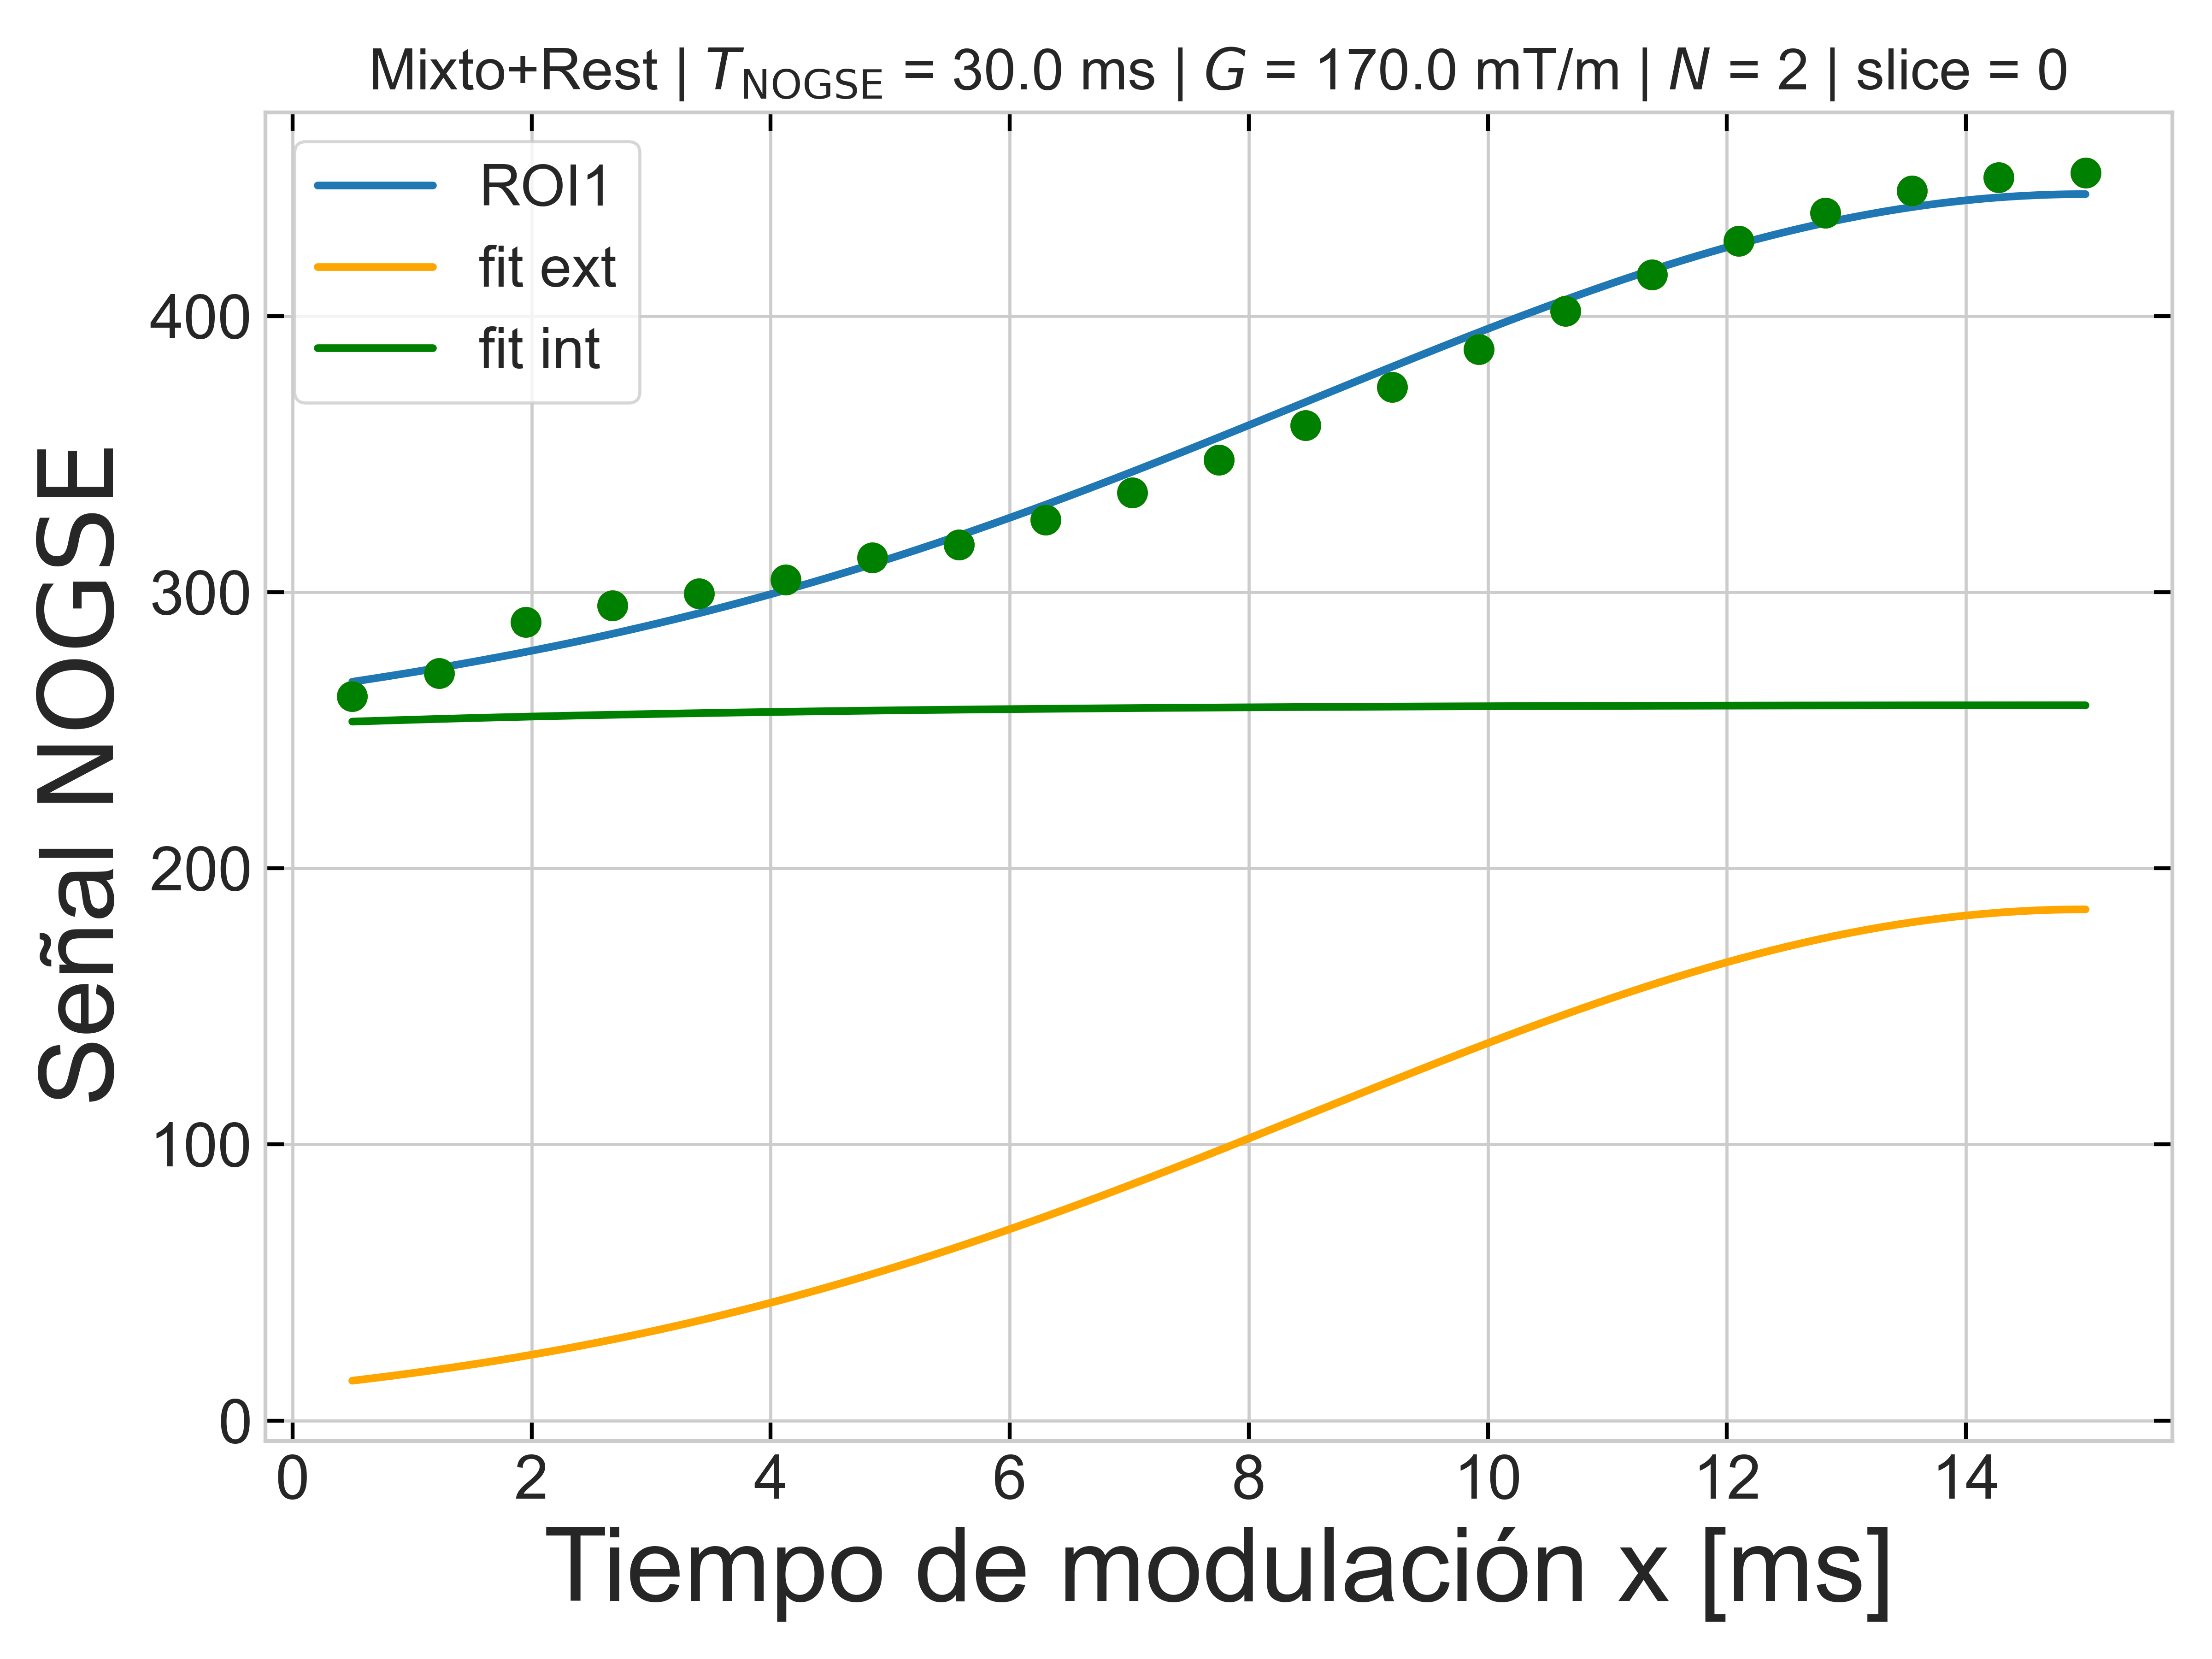 Mixto+Rest | T_NOGSE = 30.0 ms | G = 170.0 mT/m | N = 2 | slice = 0
ROI1
fit ext
fit int
Señal NOGSE
400
300
200
100
0
0 2 4 6 8 10 12 14
Tiempo de modulación x [ms]